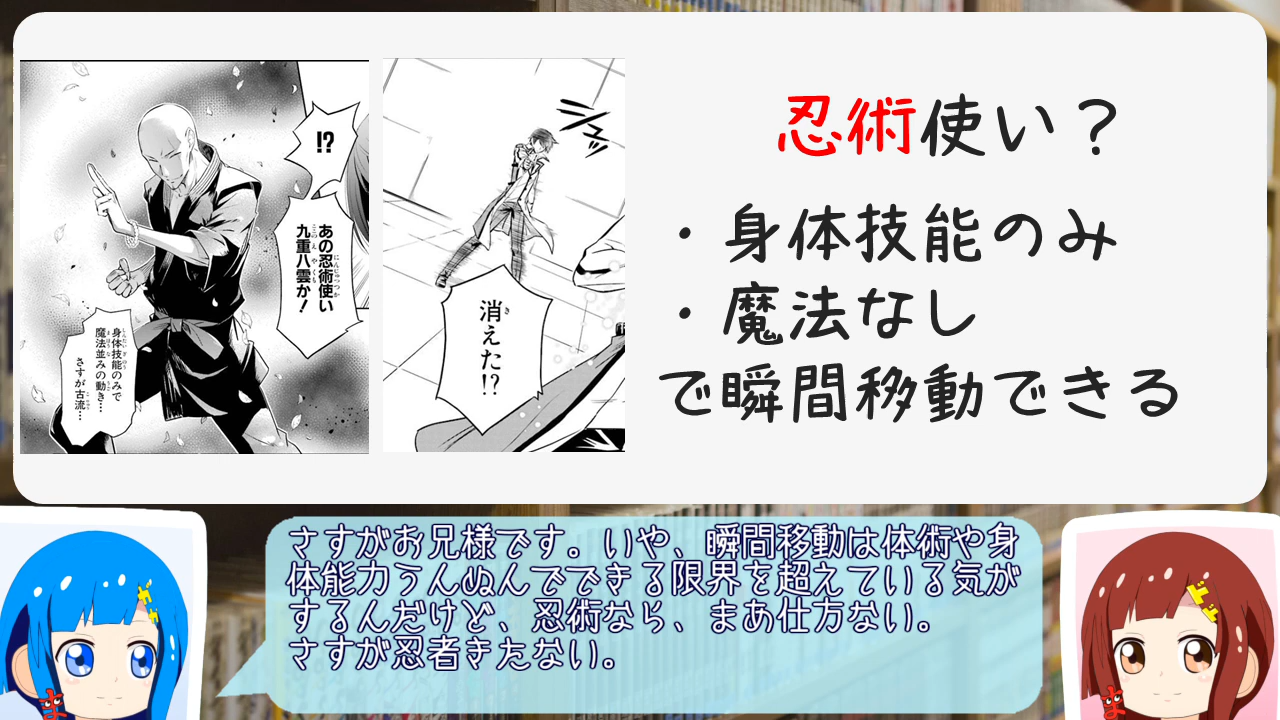 忍術使い？
・身体技能のみ
・魔法なし
で瞬間移動できる
!?
あの忍術使い
九重八雲か！
身体技能のみで
魔法並みの動き…
さすが古流…
消えた!?
さすがお兄様です。いや、瞬間移動は体術や身
体能力うんぬんでできる限界を超えている気が
するんだけど、忍術なら、まあ仕方ない。
さすが忍者きたない。